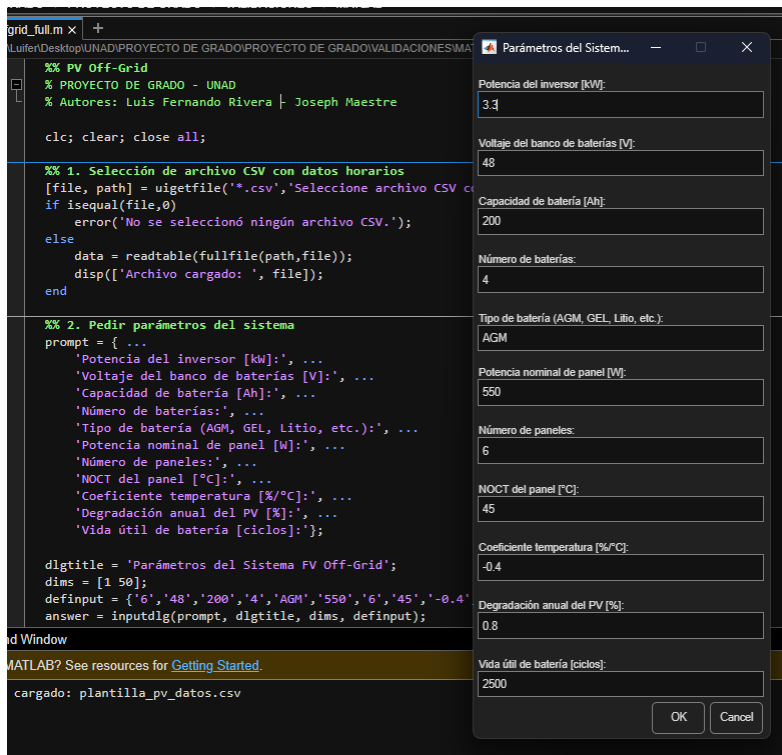 grid_full.m × +
\Luifer\Desktop\UNAD\PROYECTO DE GRADO\PROYECTO DE GRADO\VALIDACIONES\MAT
%% PV Off-Grid
% PROYECTO DE GRADO - UNAD
% Autores: Luis Fernando Rivera ├ Joseph Maestre
clc; clear; close all;
%% 1. Selección de archivo CSV con datos horarios
[file, path] = uigetfile('*.csv','Seleccione archivo CSV co
if isequal(file,0)
error('No se seleccionó ningún archivo CSV.');
else
data = readtable(fullfile(path,file));
disp(['Archivo cargado: ', file]);
end
%% 2. Pedir parámetros del sistema
prompt = { ...
'Potencia del inversor [kW]:', ...
'Voltaje del banco de baterías [V]:', ...
'Capacidad de batería [Ah]:', ...
'Número de baterías:', ...
'Tipo de batería (AGM, GEL, Litio, etc.):', ...
'Potencia nominal de panel [W]:', ...
'Número de paneles:', ...
'NOCT del panel [°C]:', ...
'Coeficiente temperatura [%/°C]:', ...
'Degradación anual del PV [%]:', ...
'Vida útil de batería [ciclos]:'};
dlgtitle = 'Parámetros del Sistema FV Off-Grid';
dims = [1 50];
definput = {'6','48','200','4','AGM','550','6','45','-0.4'
answer = inputdlg(prompt, dlgtitle, dims, definput);
nd Window
MATLAB? See resources for Getting Started.
cargado: plantilla_pv_datos.csv
Parámetros del Sistem...
Potencia del inversor [kW]:
3.3
Voltaje del banco de baterías [V]:
48
Capacidad de batería [Ah]:
200
Número de baterías:
4
Tipo de batería (AGM, GEL, Litio, etc.):
AGM
Potencia nominal de panel [W]:
550
Número de paneles:
6
NOCT del panel [°C]:
45
Coeficiente temperatura [%/°C]:
-0.4
Degradación anual del PV [%]:
0.8
Vida útil de batería [ciclos]:
2500
OK Cancel